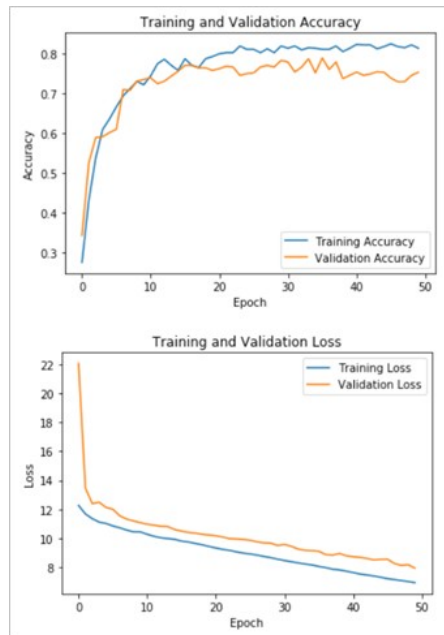 Training and Validation Accuracy
0.8
0.7
0.6
0.5
0.4
0.3
Accuracy
Training Accuracy
Validation Accuracy
0 10 20 30 40 50
Epoch
Training and Validation Loss
22
20
18
16
14
12
10
8
Loss
Training Loss
Validation Loss
0 10 20 30 40 50
Epoch